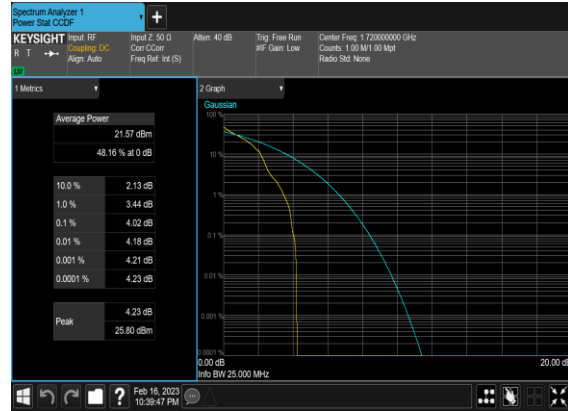 Spectrum Analyzer 1
Power Stat CCDF
KEYSIGHT
R T
LXI
Input: RF
Coupling: DC
Align: Auto
Input Z: 50 Ω
Corr CCorr
Freq Ref: Int (S)
Atten: 40 dB
Trig: Free Run
#IF Gain: Low
Center Freq: 1.720000000 GHz
Counts: 1.00 M/1.00 Mpt
Radio Std: None
1 Metrics
Average Power
21.57 dBm
48.16 % at 0 dB
10.0 % 2.13 dB
1.0 % 3.44 dB
0.1 % 4.02 dB
0.01 % 4.18 dB
0.001 % 4.21 dB
0.0001 % 4.23 dB
Peak
4.23 dB
25.80 dBm
2 Graph
Gaussian
100 %
10 %
1 %
0.1 %
0.01 %
0.001 %
0.0001 %
0.00 dB
20.00 dB
Info BW 25.000 MHz
?
Feb 16, 2023
10:39:47 PM